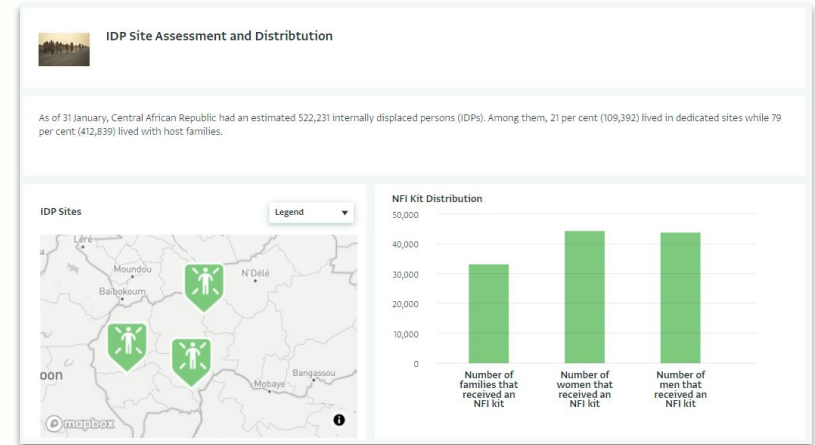 IDP Site Assessment and Distribtution
As of 31 January, Central African Republic had an estimated 522,231 internally displaced persons (IDPs). Among them, 21 per cent (109,392) lived in dedicated sites while 79
per cent (412,839) lived with host families.
IDP Sites
Legend
Léré
a
Moundou
N'Délé
Baïbokoum
oon
Bangassou
Mobaye
mapbox
NFI Kit Distribution
50,000
40,000
30,000
20,000
10,000
0
Number of
families that
received an
NFI kit
Number of
women that
received an
NFI kit
Number of
men that
received an
NFI kit